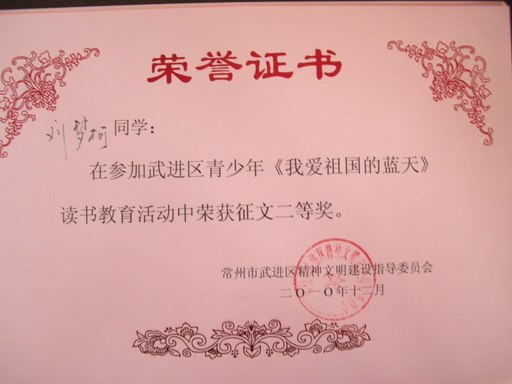 荣誉证书
刘梦柯同学：
在参加武进区青少年《我爱祖国的蓝天》
读书教育活动中荣获征文二等奖。
常州市武进区精神文明建设指导委员会
二〇一〇年十二月